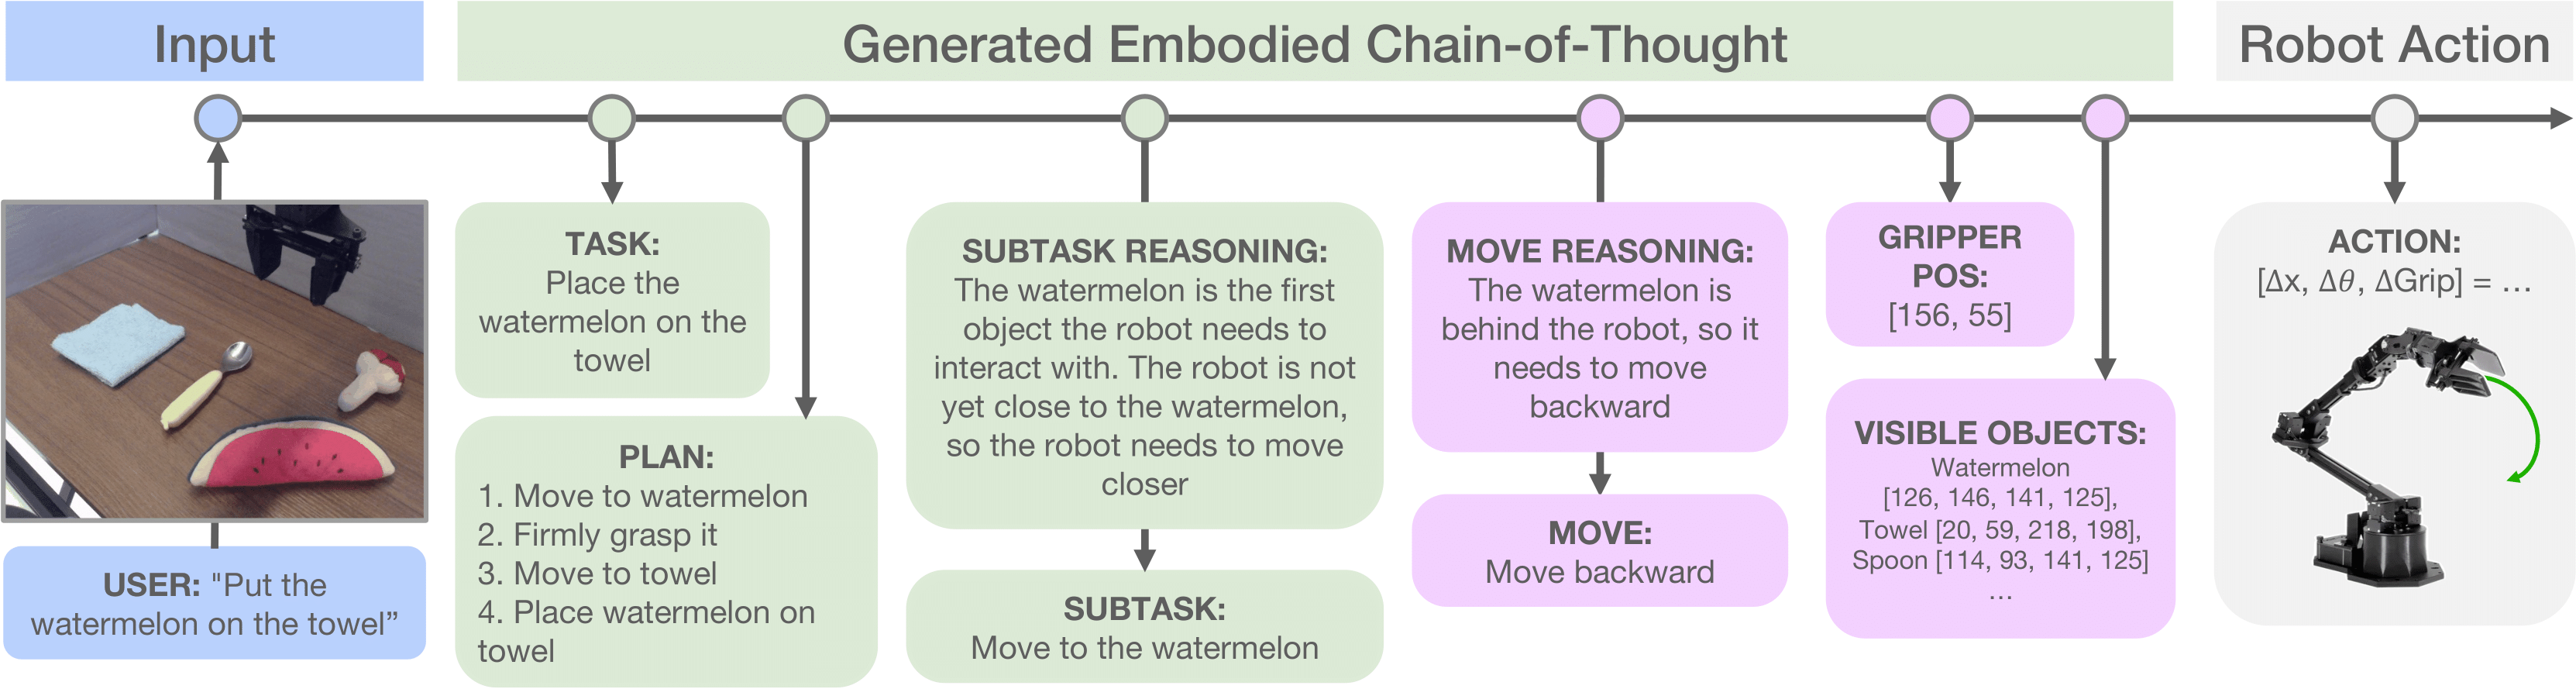 Input
Generated Embodied Chain-of-Thought
Robot Action
USER: "Put the
watermelon on the towel”
TASK:
Place the
watermelon on the
towel
PLAN:
1. Move to watermelon
2. Firmly grasp it
3. Move to towel
4. Place watermelon on
towel
SUBTASK REASONING:
The watermelon is the first
object the robot needs to
interact with. The robot is not
yet close to the watermelon,
so the robot needs to move
closer
SUBTASK:
Move to the watermelon
MOVE REASONING:
The watermelon is
behind the robot, so it
needs to move
backward
MOVE:
Move backward
GRIPPER
POS:
[156, 55]
VISIBLE OBJECTS:
Watermelon
[126, 146, 141, 125],
Towel [20, 59, 218, 198],
Spoon [114, 93, 141, 125]
…
ACTION:
[Δx, Δθ, ΔGrip] = …